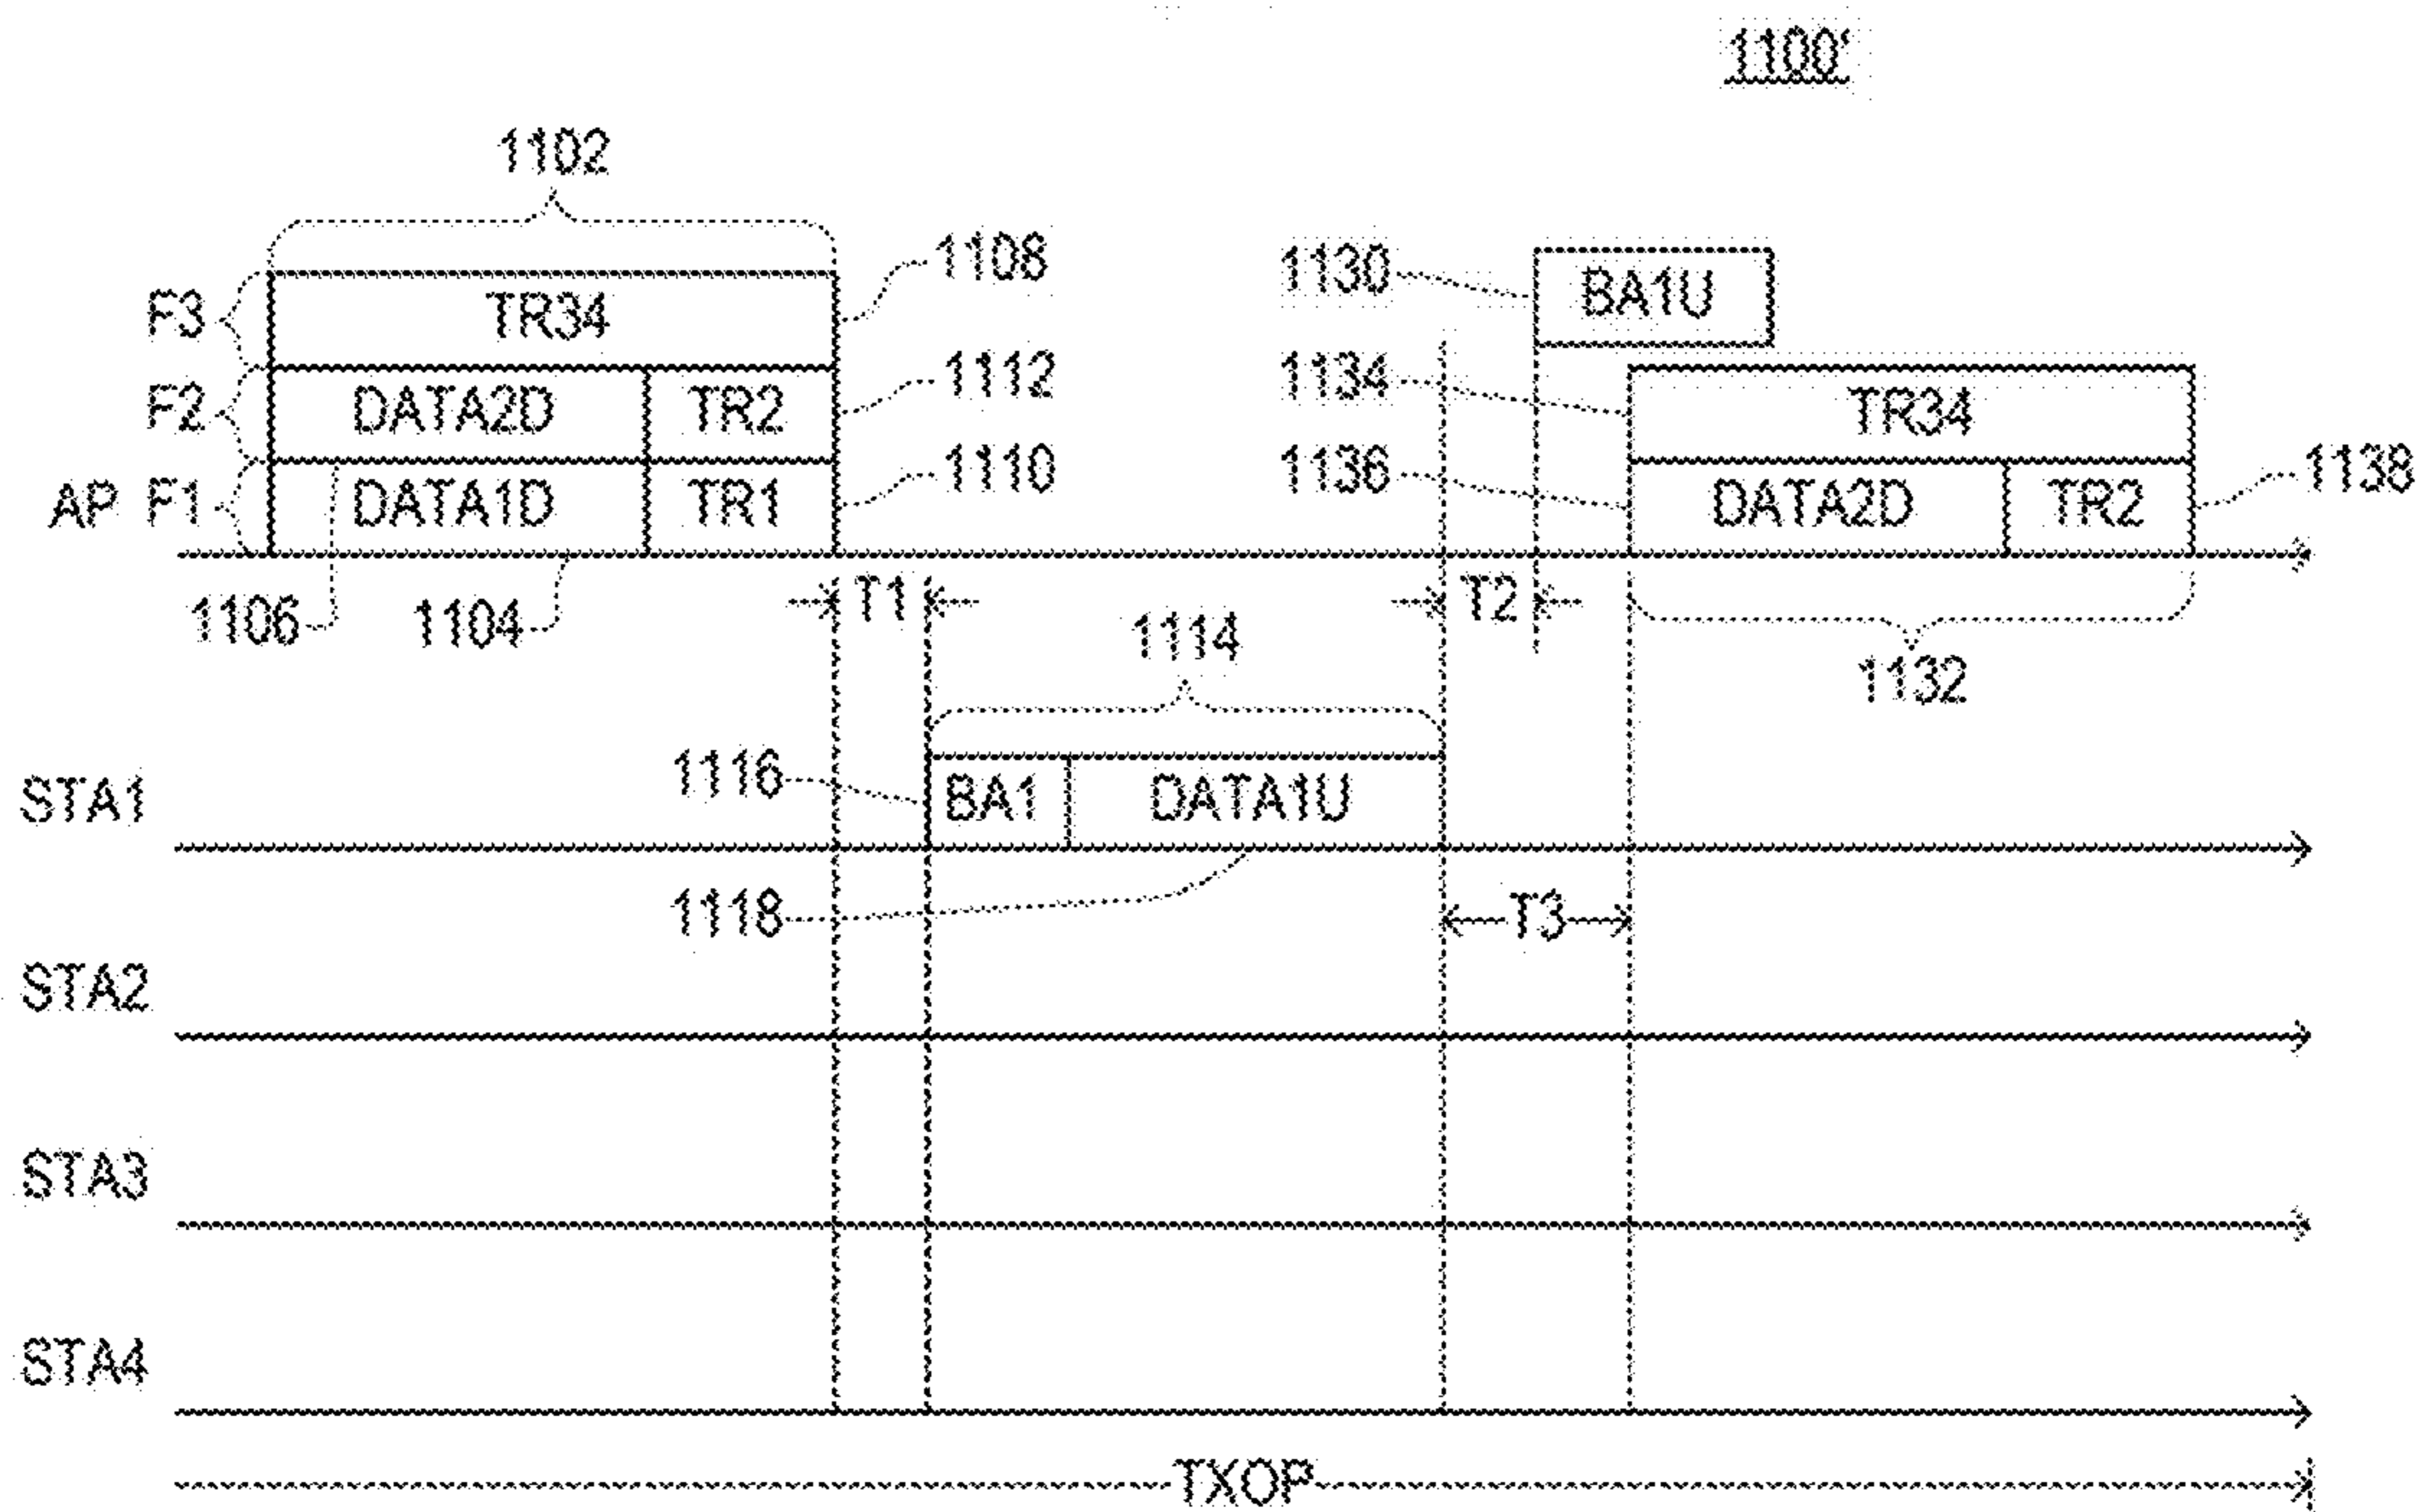 1100'
1102
F3 TR34 1108
1130 BA1U
F2 DATA2D TR2 1112
1134 TR34
AP F1 DATA1D TR1 1110
1136 DATA2D TR2 1138
1106 1104 T1 T2
1114 1132
STA1 1116 BA1 DATA1U
1118 T3
STA2
STA3
STA4
TXOP